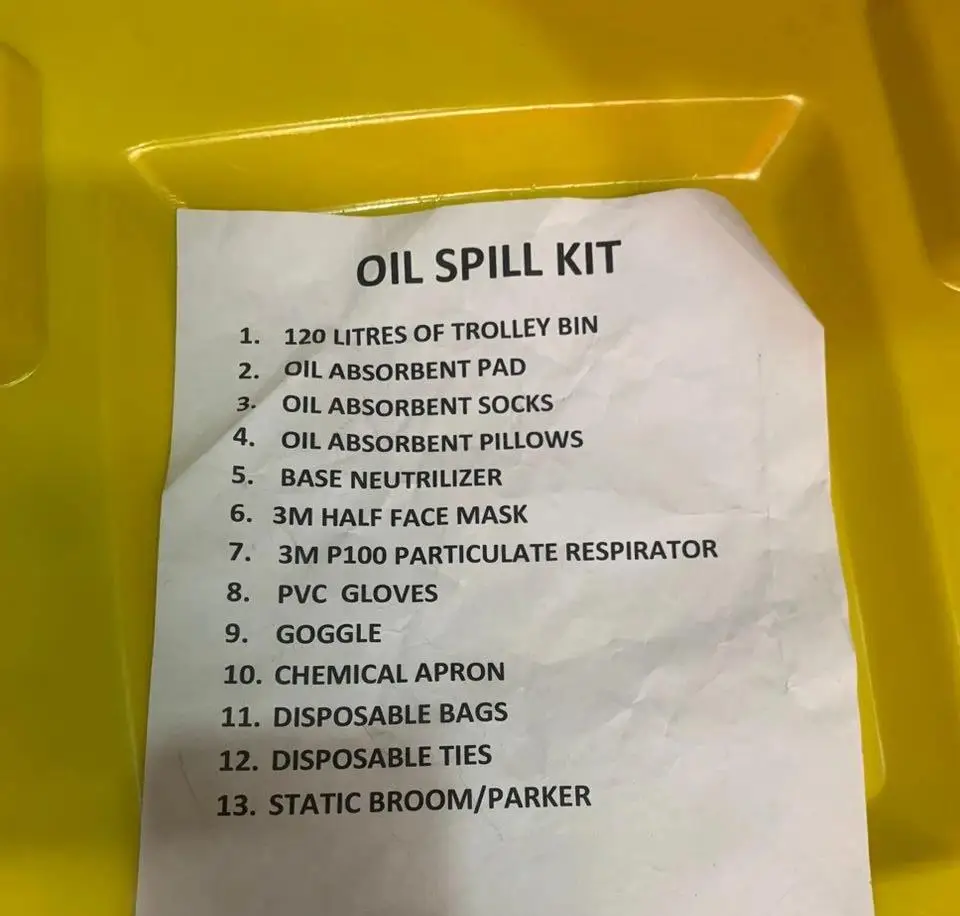 OIL SPILL KIT
1. 120 LITRES OF TROLLEY BIN
2. OIL ABSORBENT PAD
3. OIL ABSORBENT SOCKS
4. OIL ABSORBENT PILLOWS
5. BASE NEUTRILIZER
6. 3M HALF FACE MASK
7. 3M P100 PARTICULATE RESPIRATOR
8. PVC GLOVES
9. GOGGLE
10. CHEMICAL APRON
11. DISPOSABLE BAGS
12. DISPOSABLE TIES
13. STATIC BROOM/PARKER